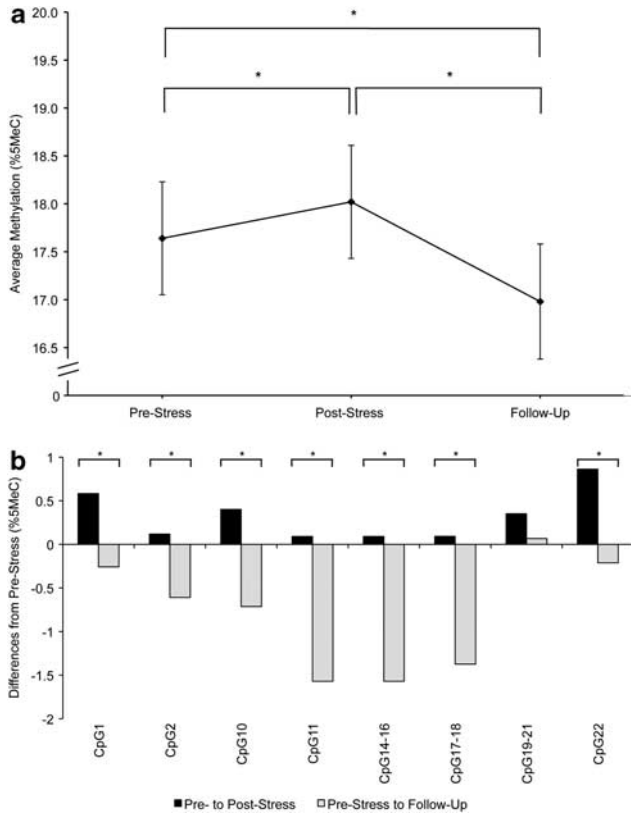 a
20.0
19.5
19.0
18.5
18.0
17.5
17.0
16.5
0
Average Methylation (%5MeC)
*
*
*
Pre-Stress Post-Stress Follow-Up
b
1
0.5
0
-0.5
-1
-1.5
-2
Differences from Pre-Stress (%5MeC)
* * * * * * *
CpG1
CpG2
CpG10
CpG11
CpG14-16
CpG17-18
CpG19-21
CpG22
Pre- to Post-Stress Pre-Stress to Follow-Up